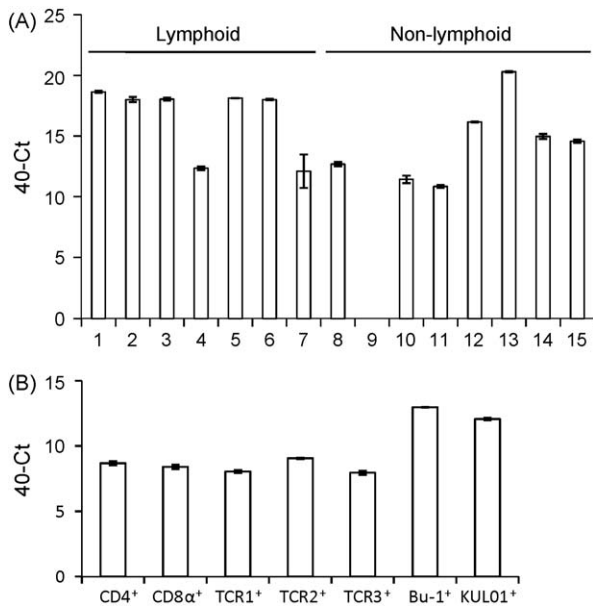 (A)
Lymphoid Non-lymphoid
25
20
15
10
5
0
40-Ct
1 2 3 4 5 6 7 8 9 10 11 12 13 14 15
(B)
15
10
5
0
40-Ct
CD4⁺ CD8α⁺ TCR1⁺ TCR2⁺ TCR3⁺ Bu-1⁺ KUL01⁺